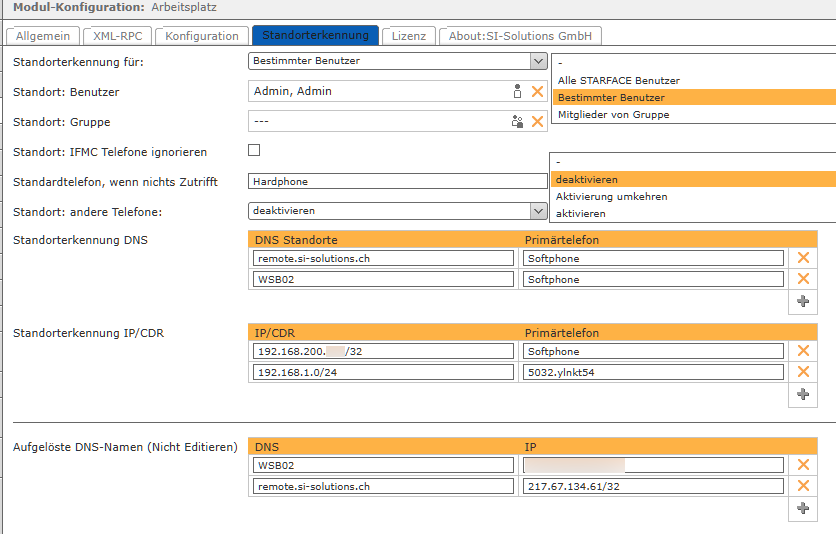 Modul-Konfiguration: Arbeitsplatz
Allgemein XML-RPC Konfiguration Standorterkennung Lizenz About:SI-Solutions GmbH
Standorterkennung für: Bestimmter Benutzer
-
Alle STARFACE Benutzer
Bestimmter Benutzer
Mitglieder von Gruppe
Standort: Benutzer Admin, Admin
Standort: Gruppe ---
Standort: IFMC Telefone ignorieren
Standardtelefon, wenn nichts Zutrifft Hardphone
-
deaktivieren
Aktivierung umkehren
aktivieren
Standort: andere Telefone: deaktivieren
Standorterkennung DNS DNS Standorte Primärtelefon
remote.si-solutions.ch Softphone
WSB02 Softphone
Standorterkennung IP/CDR IP/CDR Primärtelefon
192.168.200. /32 Softphone
192.168.1.0/24 5032.ylnkt54
Aufgelöste DNS-Namen (Nicht Editieren) DNS IP
WSB02
remote.si-solutions.ch 217.67.134.61/32